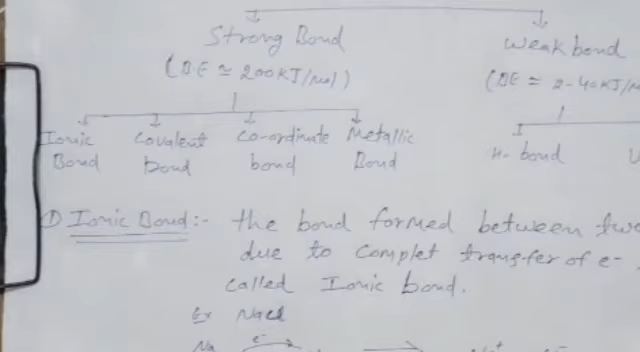 Strong Bond Weak bond
(BE ≃ 200KJ/mol) (BE ≃ 2-40KJ/m
Ionic Bond Covalent bond Co-ordinate bond Metallic Bond
H-bond
① Ionic Bond:- the bond formed between two
due to complet transfer of e-
called Ionic bond.
Ex NaCl
Na e-